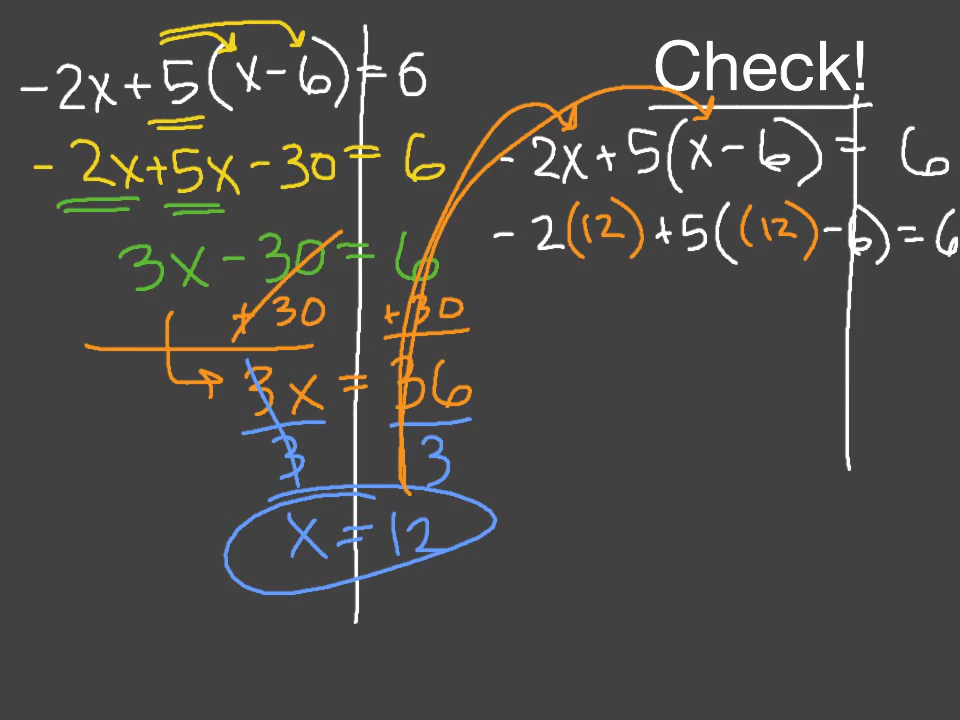 -2x+5(x-6)=6
-2x+5x-30=6
3x-30=6
+30 +30
3x=36
3 3
x=12
Check!
-2x+5(x-6)=6
-2(12)+5((12)-6)=6